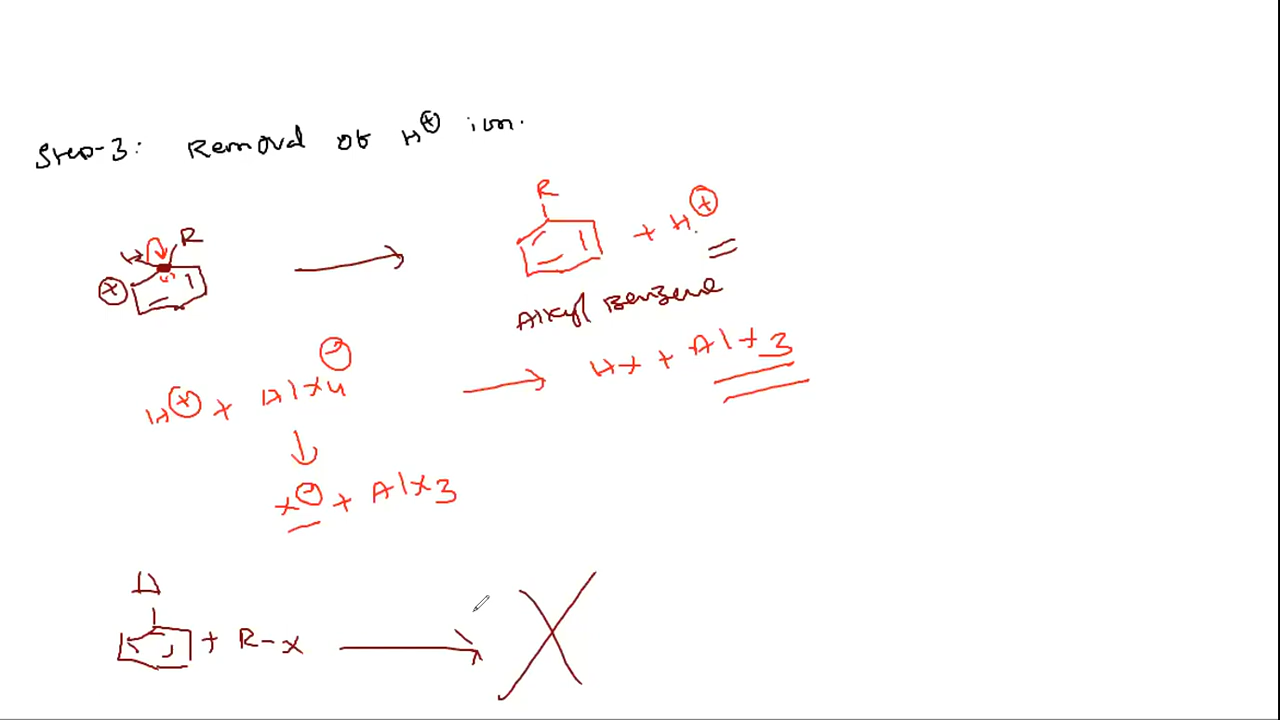 Step-3: Removal of H⊕ ion.
R
R + H⊕
H
⊕
Alkyl Benzene
H⊕ + AlX4⊖ → HX + AlX3
↓
X⊖ + AlX3
+ R-X →